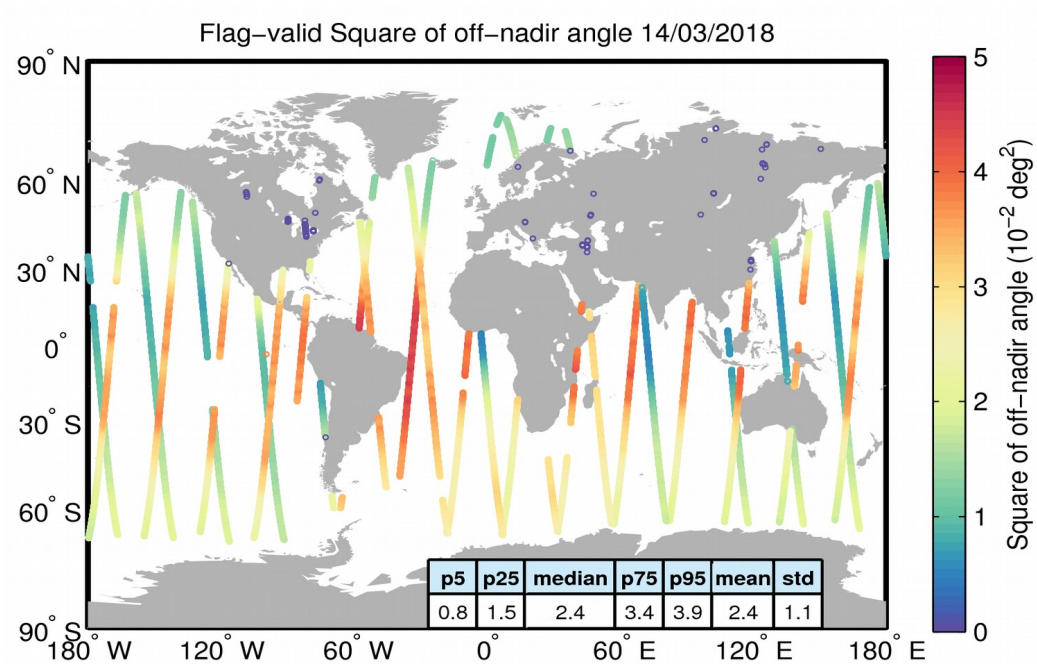 Flag−valid Square of off−nadir angle 14/03/2018
90° N
60° N
30° N
0°
30° S
60° S
90° S
180° W
120° W
60° W
0°
60° E
120° E
180° E
5
4
3
2
1
0
Square of off−nadir angle (10⁻² deg²)
p5 p25 median p75 p95 mean std
0.8 1.5 2.4 3.4 3.9 2.4 1.1